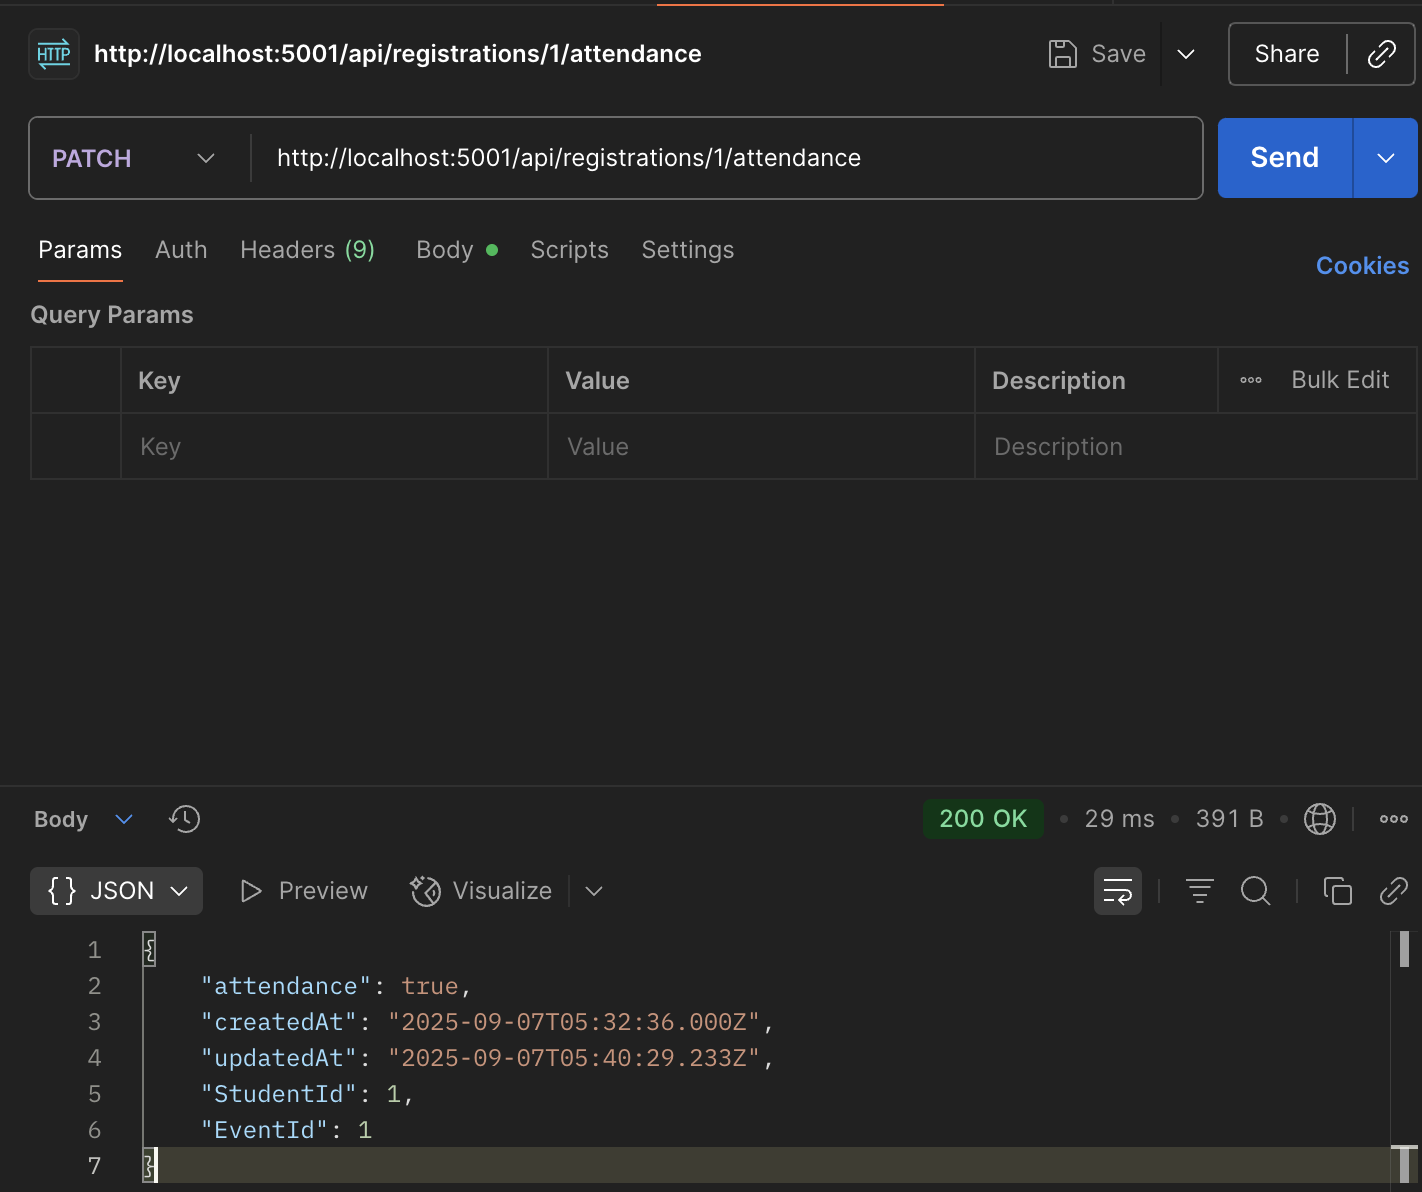 HTTP http://localhost:5001/api/registrations/1/attendance Save Share
PATCH http://localhost:5001/api/registrations/1/attendance Send
Params Auth Headers (9) Body Scripts Settings Cookies
Query Params
Key Value Description Bulk Edit
Key Value Description
Body 200 OK • 29 ms • 391 B •
{} JSON Preview Visualize
1 {
2 "attendance": true,
3 "createdAt": "2025-09-07T05:32:36.000Z",
4 "updatedAt": "2025-09-07T05:40:29.233Z",
5 "StudentId": 1,
6 "EventId": 1
7 }